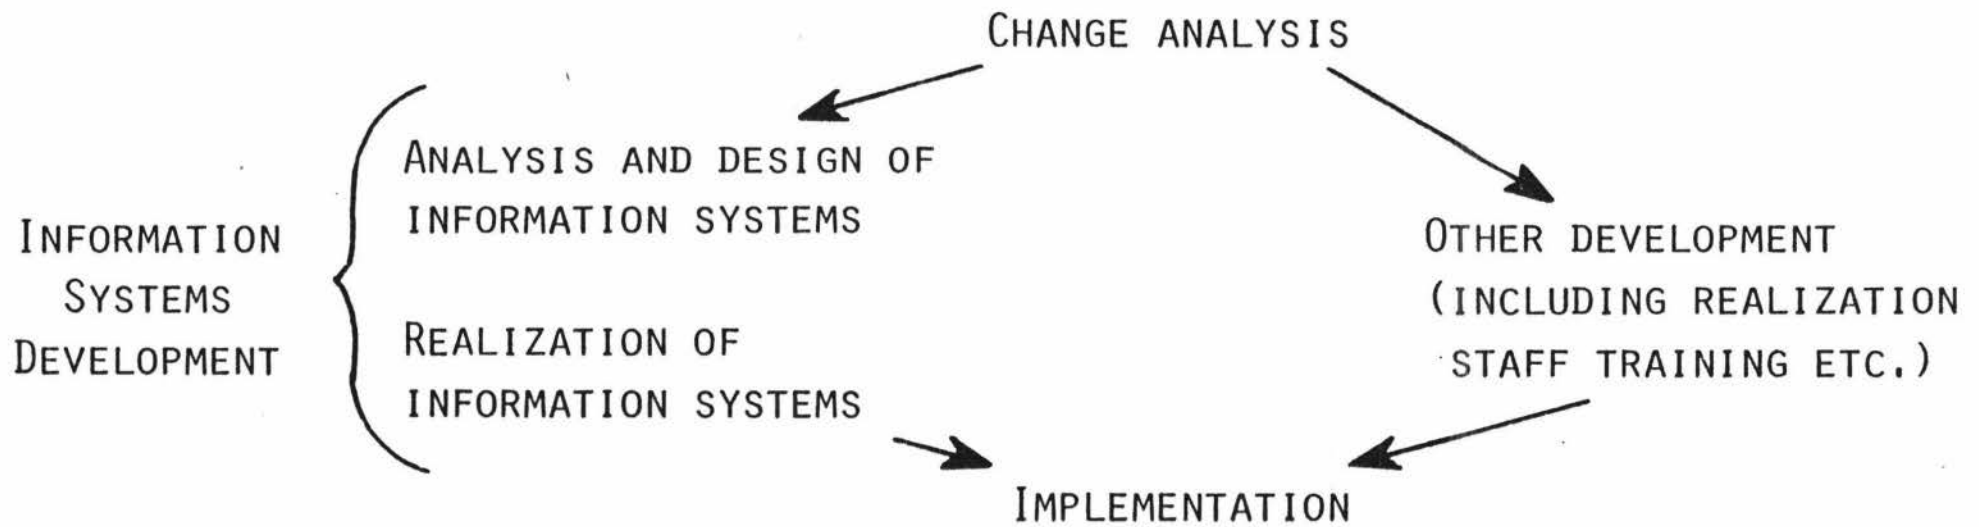 CHANGE ANALYSIS
ANALYSIS AND DESIGN OF
INFORMATION SYSTEMS
INFORMATION
SYSTEMS
DEVELOPMENT
REALIZATION OF
INFORMATION SYSTEMS
OTHER DEVELOPMENT
(INCLUDING REALIZATION
STAFF TRAINING ETC.)
IMPLEMENTATION